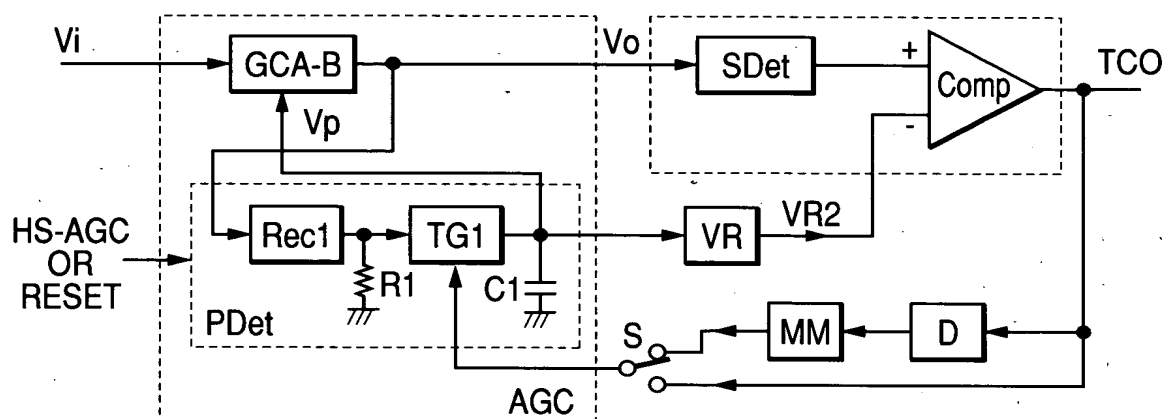 Vi
GCA-B
Vo
SDet
+
Comp
-
TCO
Vp
HS-AGC
OR
RESET
Rec1
TG1
R1
C1
PDet
VR
VR2
S
MM
D
AGC